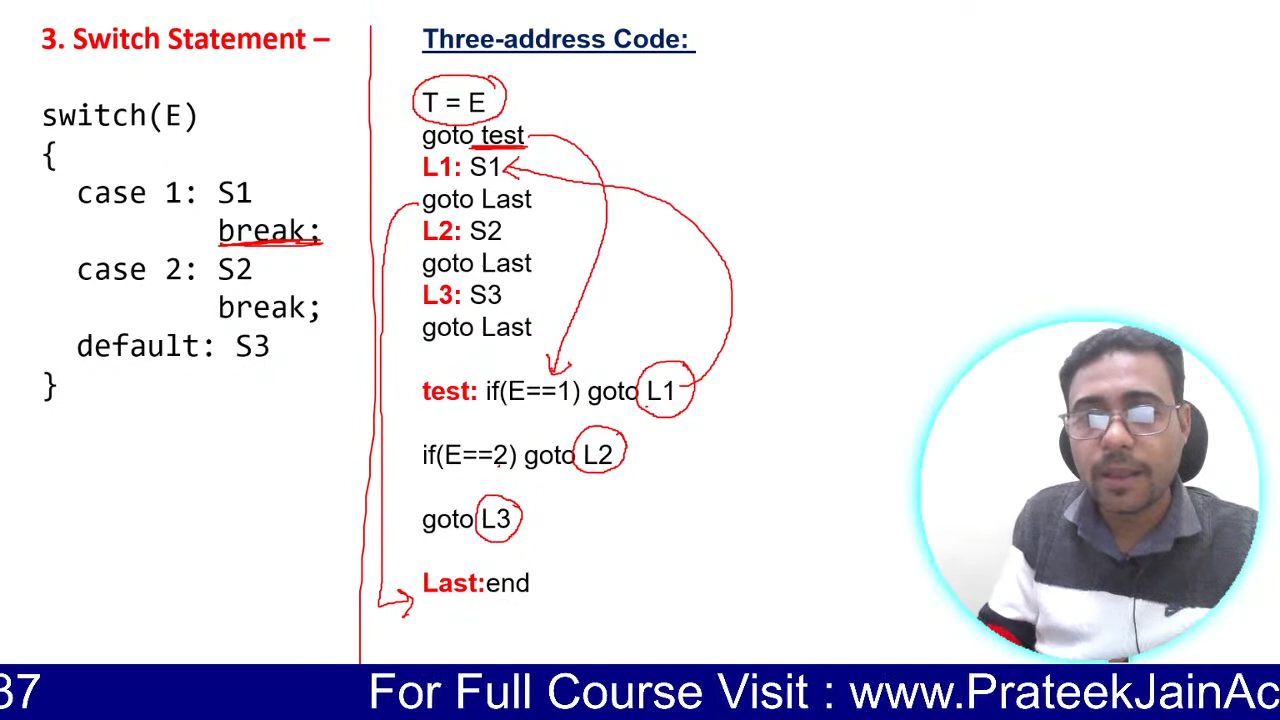 3. Switch Statement –
switch(E)
{
case 1: S1
break;
case 2: S2
break;
default: S3
}
Three-address Code:
T = E
goto test
L1: S1
goto Last
L2: S2
goto Last
L3: S3
goto Last
test: if(E==1) goto L1
if(E==2) goto L2
goto L3
Last:end
37 For Full Course Visit : www.PrateekJainAc